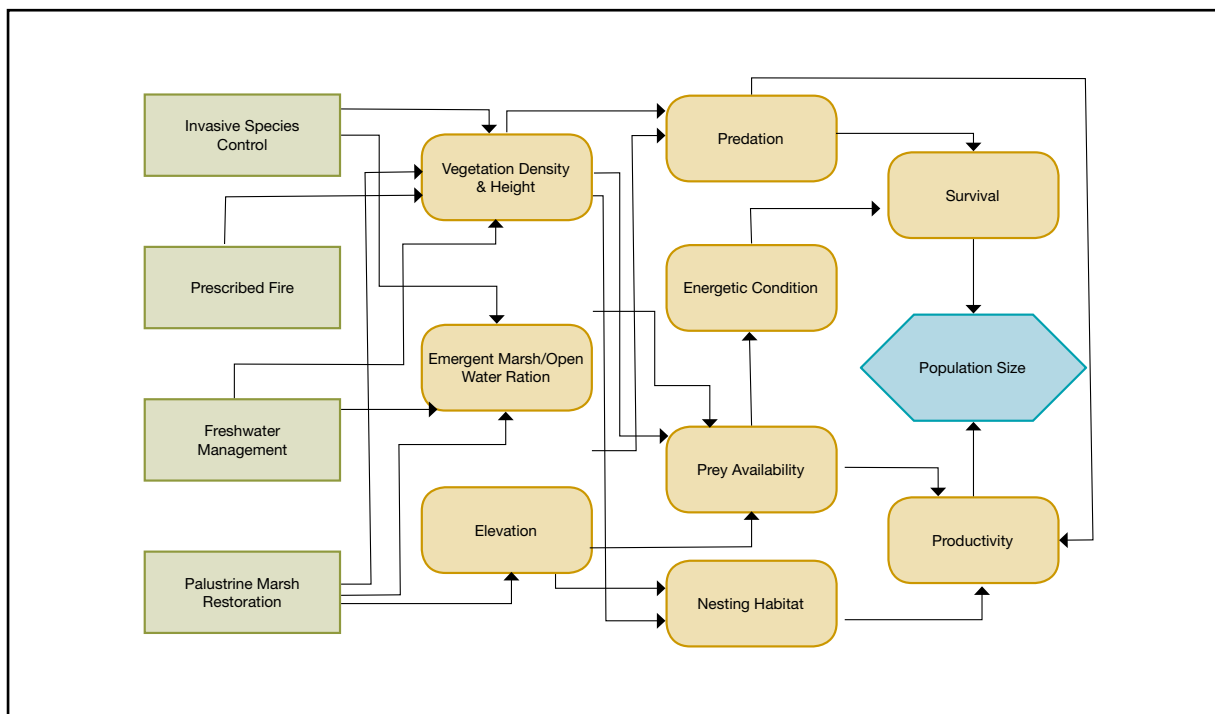 Invasive Species
Control
Prescribed Fire
Freshwater
Management
Palustrine Marsh
Restoration
Vegetation Density
& Height
Emergent Marsh/Open
Water Ration
Elevation
Predation
Energetic Condition
Prey Availability
Nesting Habitat
Survival
Population Size
Productivity